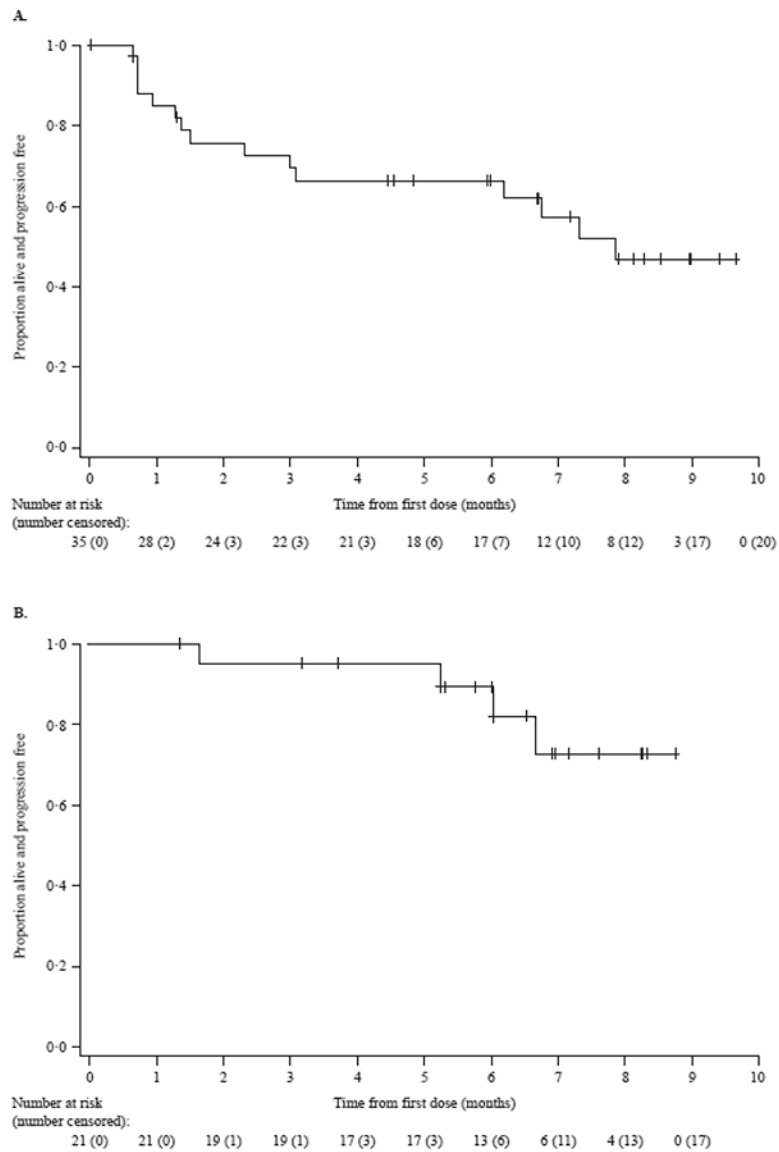 A.
1·0
0·8
0·6
0·4
0·2
0·0
Proportion alive and progression free
0 1 2 3 4 5 6 7 8 9 10
Number at risk Time from first dose (months)
(number censored):
35 (0) 28 (2) 24 (3) 22 (3) 21 (3) 18 (6) 17 (7) 12 (10) 8 (12) 3 (17) 0 (20)
B.
1·0
0·8
0·6
0·4
0·2
0·0
Proportion alive and progression free
0 1 2 3 4 5 6 7 8 9 10
Number at risk Time from first dose (months)
(number censored):
21 (0) 21 (0) 19 (1) 19 (1) 17 (3) 17 (3) 13 (6) 6 (11) 4 (13) 0 (17)